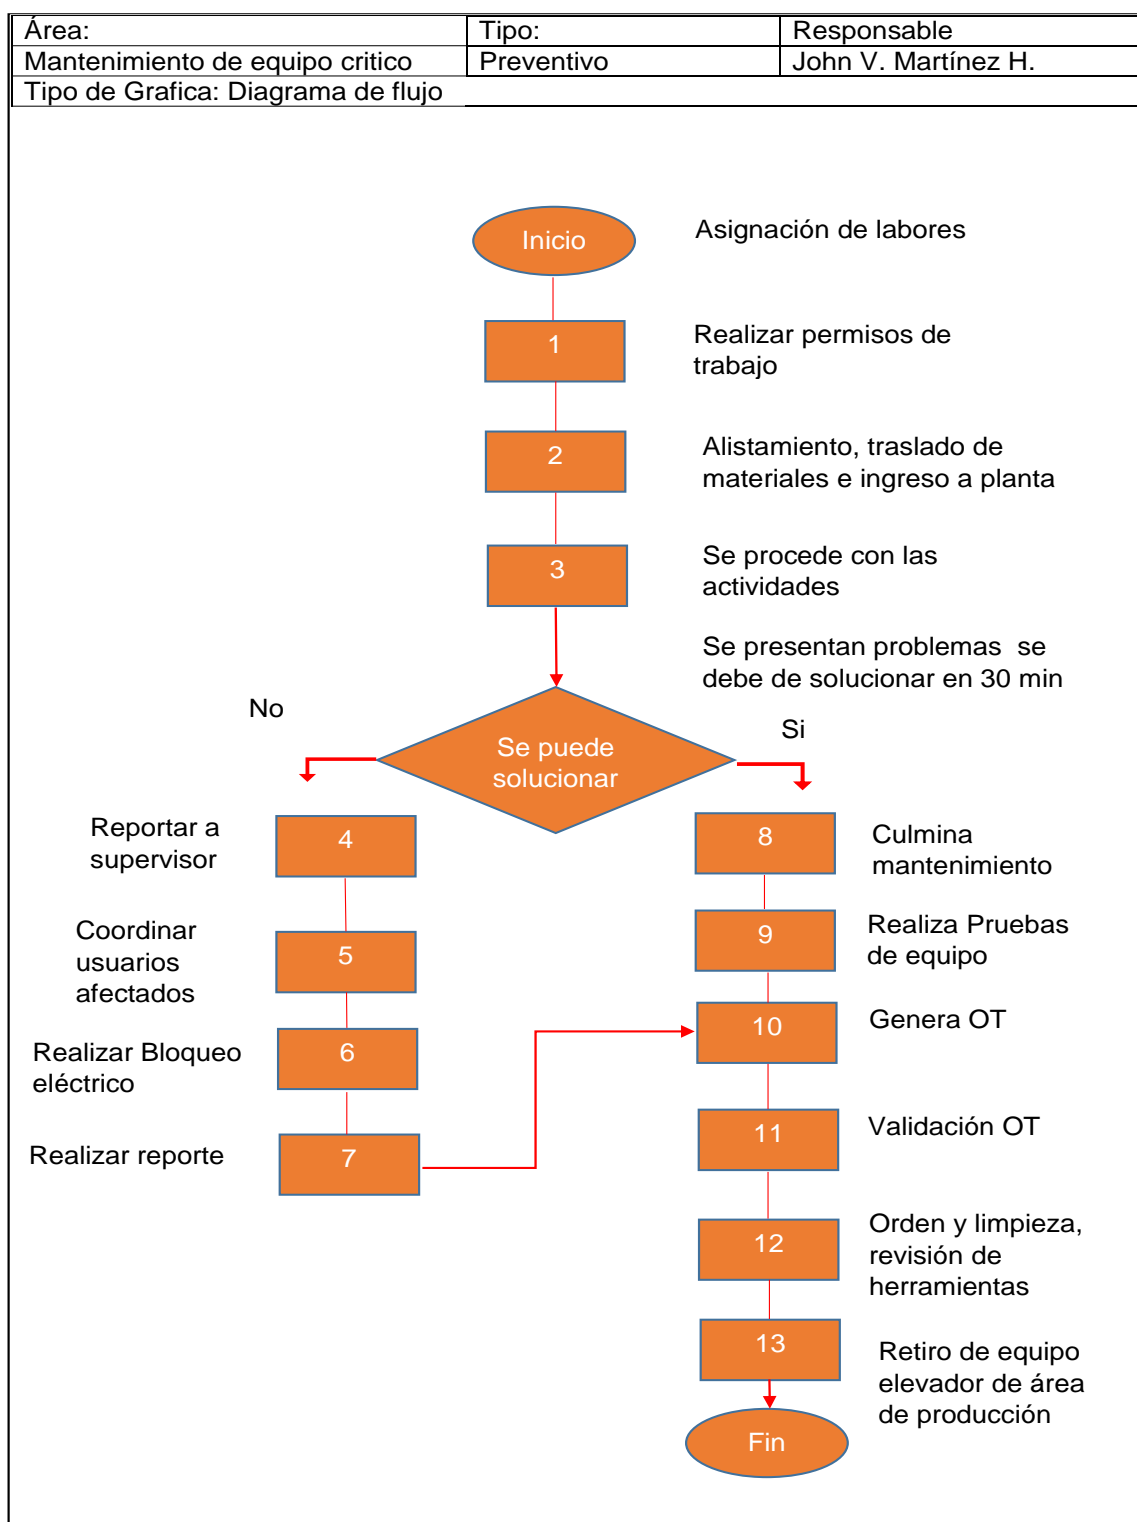 Área:
Tipo:
Responsable
Mantenimiento de equipo critico
Preventivo
John V. Martínez H.
Tipo de Grafica: Diagrama de flujo
Inicio
Asignación de labores
1
Realizar permisos de
trabajo
2
Alistamiento, traslado de
materiales e ingreso a planta
3
Se procede con las
actividades
Se presentan problemas  se
debe de solucionar en 30 min
No
Si
Se puede
solucionar
Reportar a
supervisor
4
Coordinar
usuarios
afectados
5
Realizar Bloqueo
eléctrico
6
Realizar reporte
7
8
Culmina
mantenimiento
9
Realiza Pruebas
de equipo
10
Genera OT
11
Validación OT
12
Orden y limpieza,
revisión de
herramientas
13
Retiro de equipo
elevador de área
de producción
Fin